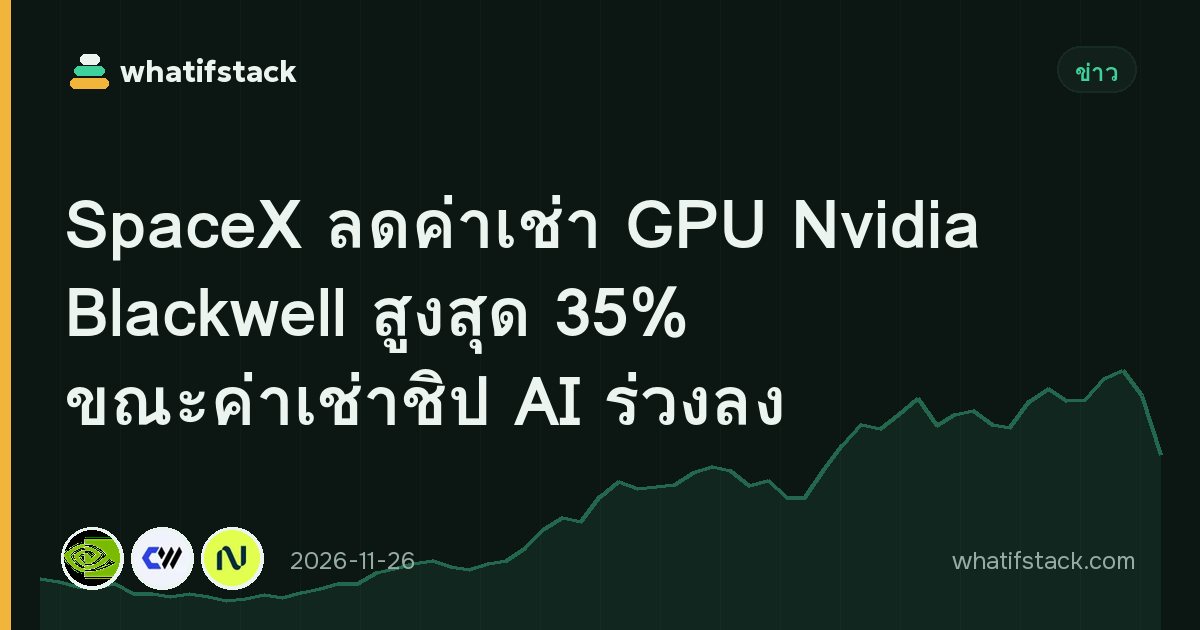 whatifstack
ข่าว
SpaceX ลดค่าเช่า GPU Nvidia
Blackwell สูงสุด 35%
ขณะค่าเช่าชิป AI ร่วงลง
2026-11-26
whatifstack.com